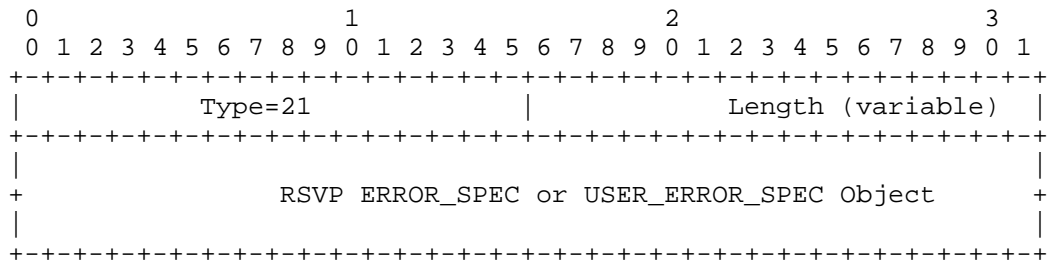 0                   1                   2                   3
 0 1 2 3 4 5 6 7 8 9 0 1 2 3 4 5 6 7 8 9 0 1 2 3 4 5 6 7 8 9 0 1
+-+-+-+-+-+-+-+-+-+-+-+-+-+-+-+-+-+-+-+-+-+-+-+-+-+-+-+-+-+-+-+-+
|           Type=21             |            Length (variable)  |
+-+-+-+-+-+-+-+-+-+-+-+-+-+-+-+-+-+-+-+-+-+-+-+-+-+-+-+-+-+-+-+-+
|                                                               |
+                RSVP ERROR_SPEC or USER_ERROR_SPEC Object      +
|                                                               |
+-+-+-+-+-+-+-+-+-+-+-+-+-+-+-+-+-+-+-+-+-+-+-+-+-+-+-+-+-+-+-+-+